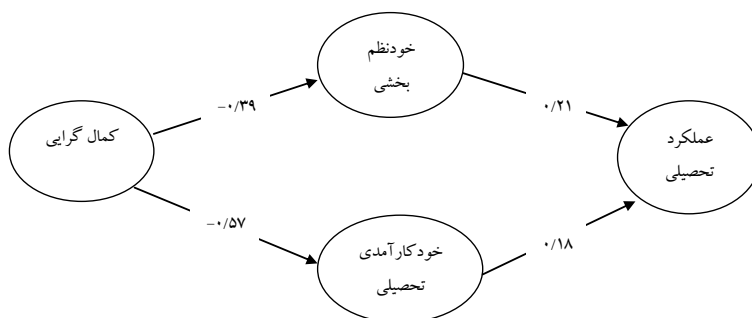 خودنظم
بخشی
-۰/۳۹
۰/۲۱
کمال گرایی
عملکرد
تحصیلی
-۰/۵۷
۰/۱۸
خودکارآمدی
تحصیلی